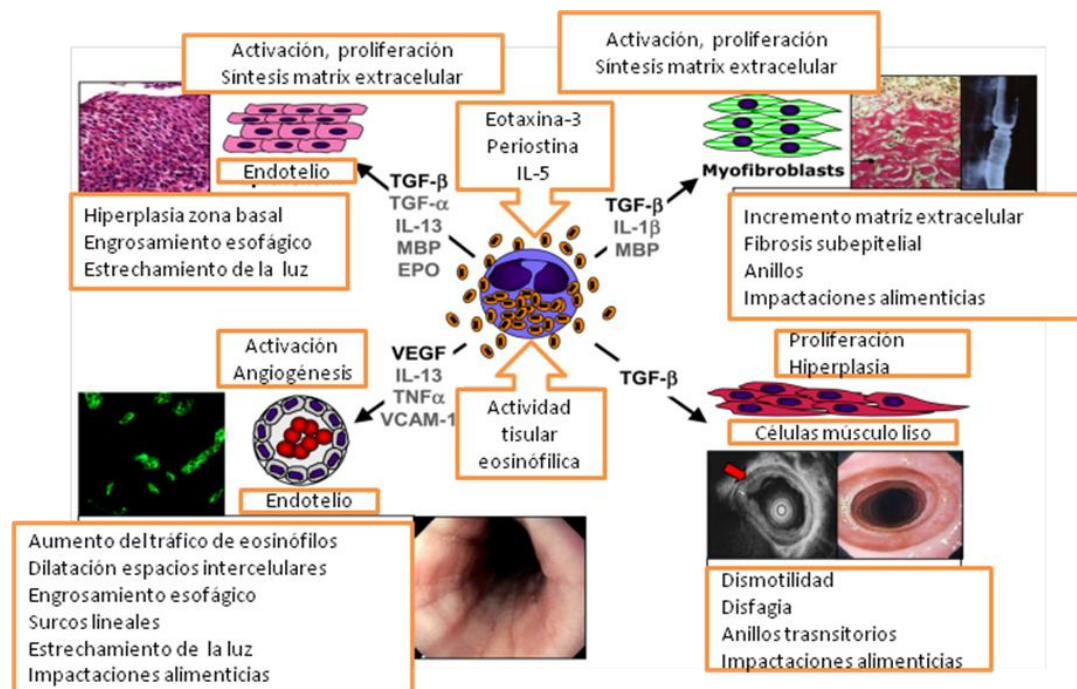 Activación, proliferación
Síntesis matrix extracelular
Activación, proliferación
Síntesis matrix extracelular
Eotaxina-3
Periostina
IL-5
Endotelio
TGF-β
TGF-α
IL-13
MBP
EPO
Hiperplasia zona basal
Engrosamiento esofágico
Estrechamiento de la luz
Myofibroblasts
TGF-β
IL-1β
MBP
Incremento matriz extracelular
Fibrosis subepitelial
Anillos
Impactaciones alimenticias
Activación
Angiogénesis
VEGF
IL-13
TNFα
VCAM-1
Endotelio
Actividad
tisular
eosinófilica
TGF-β
Proliferación
Hiperplasia
Células músculo liso
Aumento del tráfico de eosinófilos
Dilatación espacios intercelulares
Engrosamiento esofágico
Surcos lineales
Estrechamiento de la luz
Impactaciones alimenticias
Dismotilidad
Disfagia
Anillos trasnsitorios
Impactaciones alimenticias